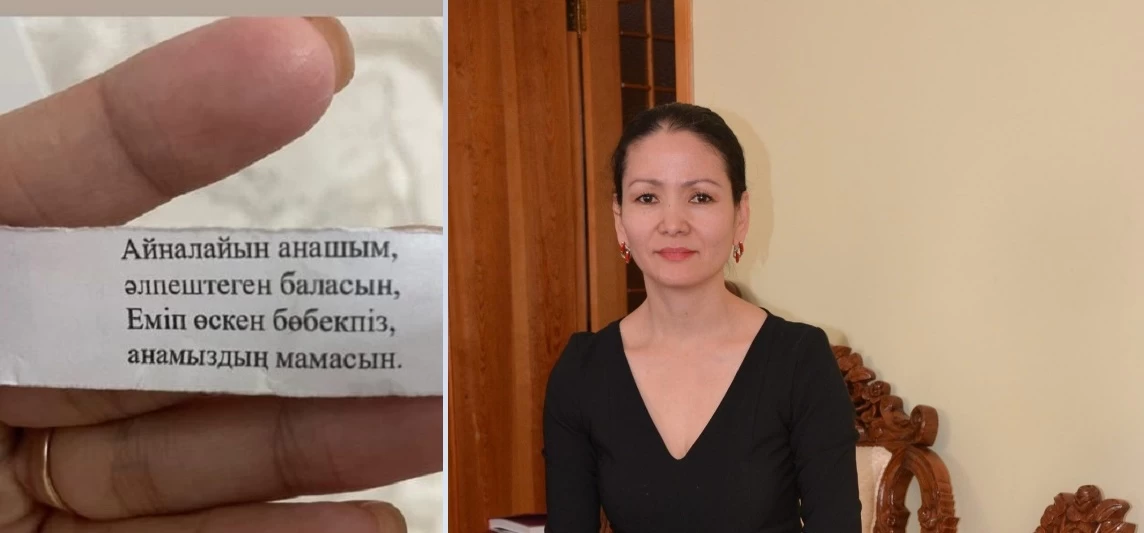 Айналайын анашым,
әлпештеген баласын,
Еміп өскен бөбекпіз,
анамыздың мамасын.